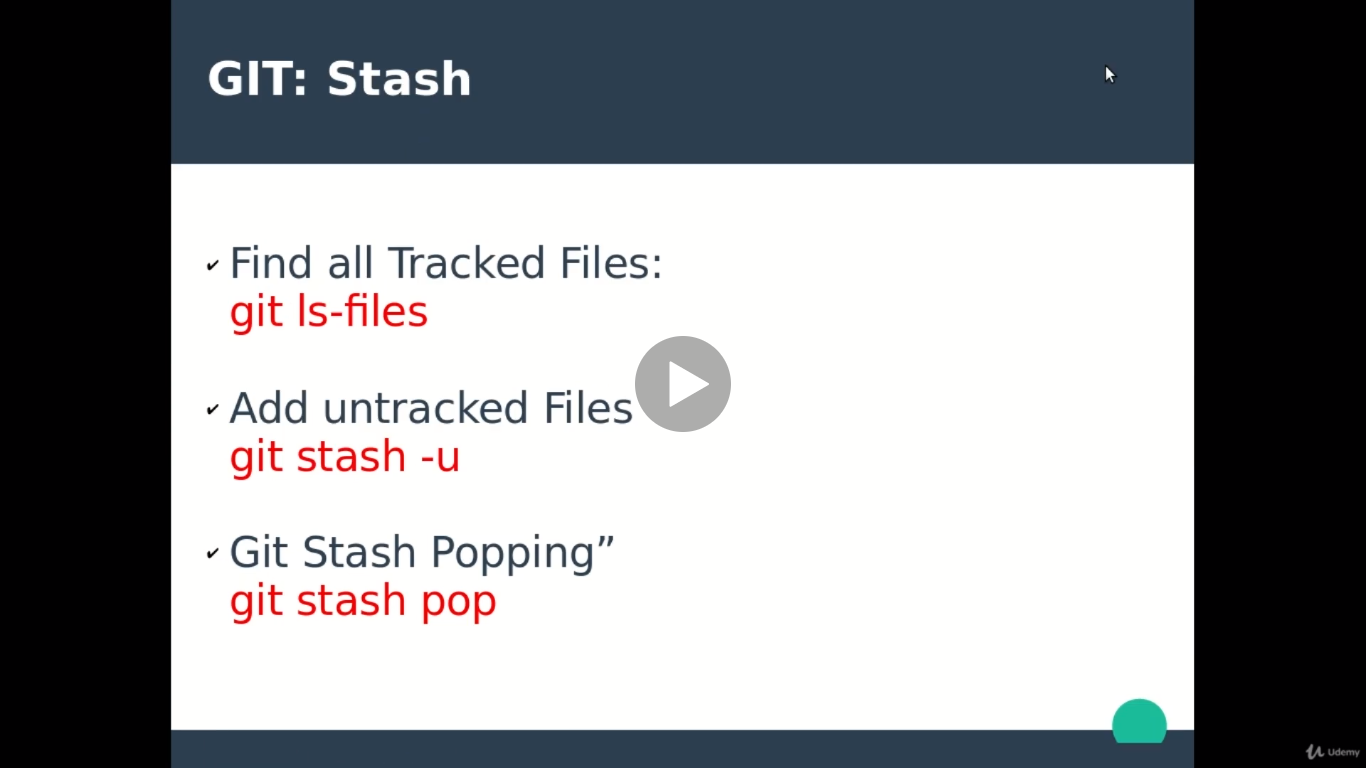 GIT: Stash
✔ Find all Tracked Files:
git ls-files
✔ Add untracked Files
git stash -u
✔ Git Stash Popping”
git stash pop
Udemy